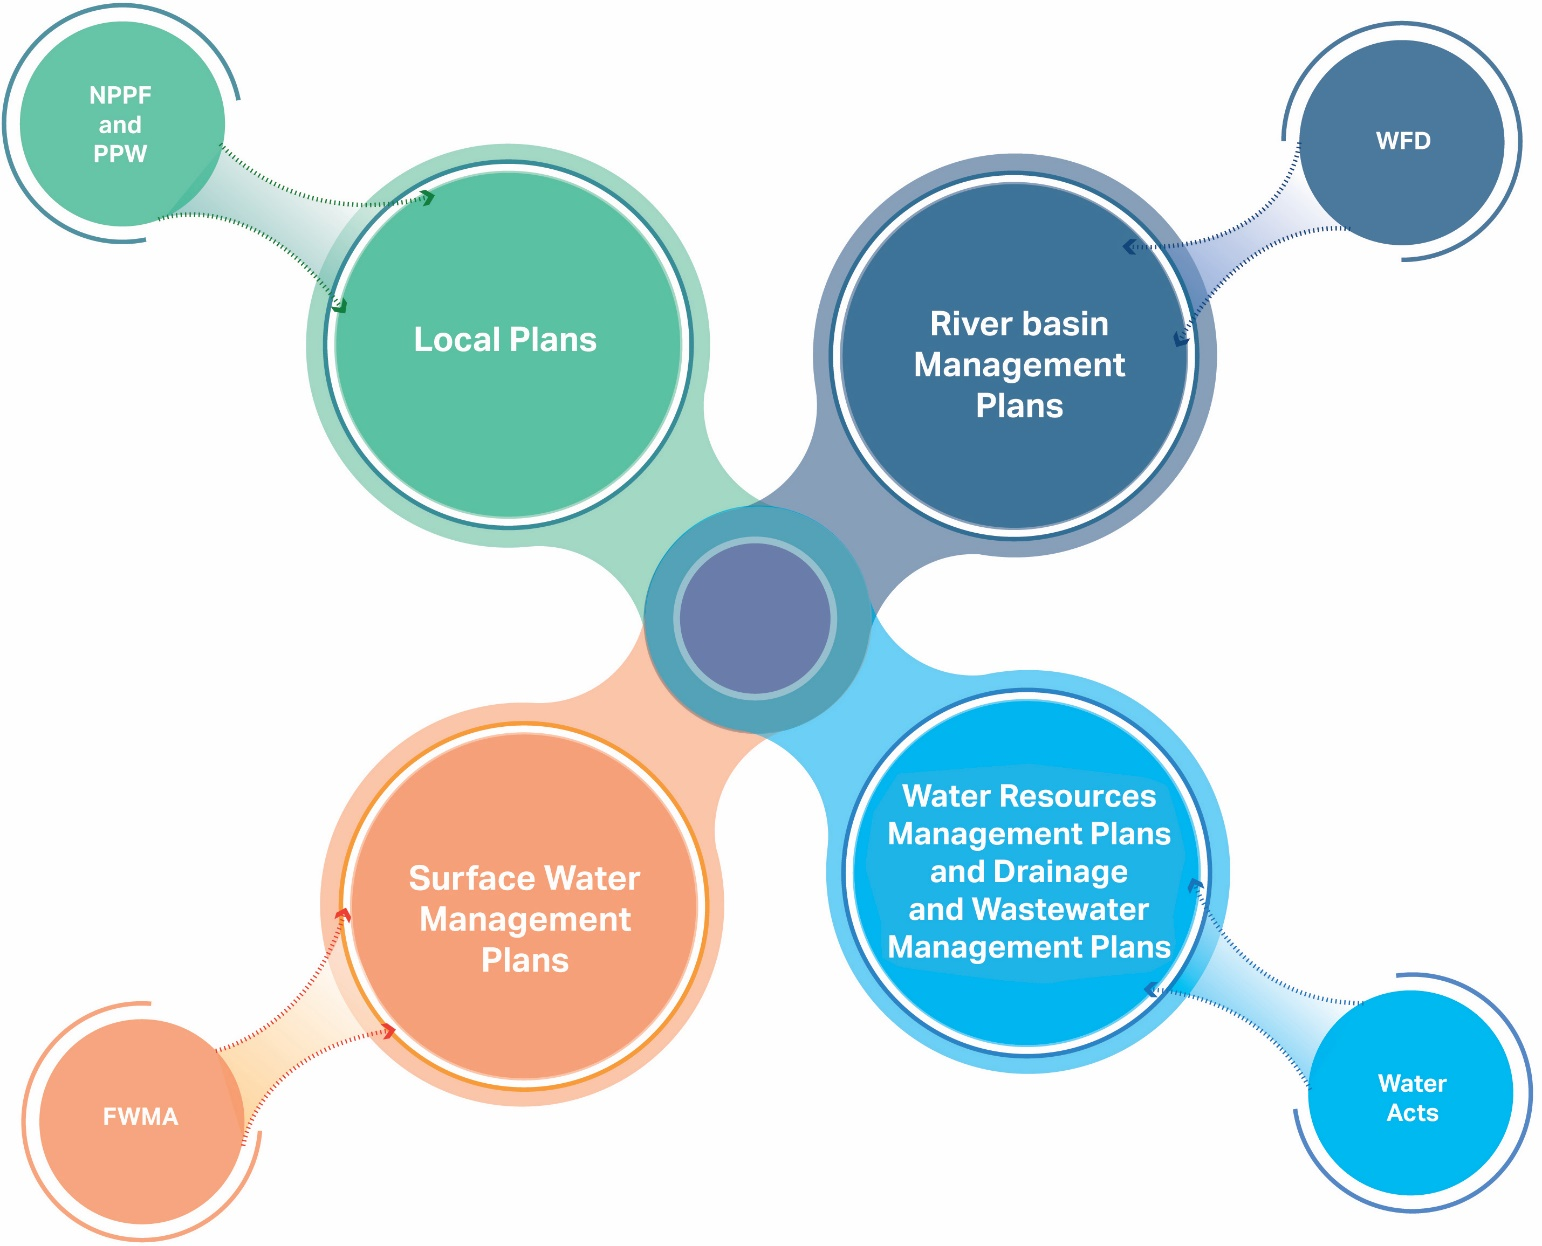 NPPF
and
PPW
WFD
Local Plans
River basin
Management
Plans
Water Resources
Management Plans
and Drainage
and Wastewater
Management Plans
Surface Water
Management
Plans
FWMA
Water
Acts